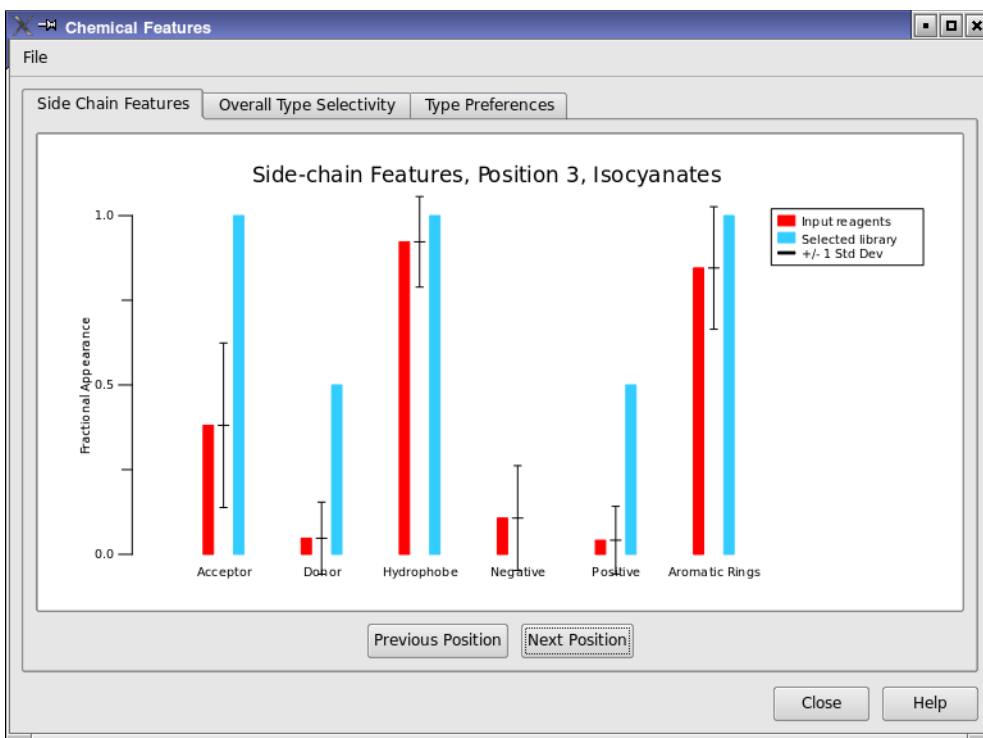 Chemical Features
File
Side Chain Features Overall Type Selectivity Type Preferences
Side-chain Features, Position 3, Isocyanates
1.0
0.5
0.0
Fractional Appearance
Input reagents
Selected library
+/- 1 Std Dev
Acceptor Donor Hydrophobe Negative Positive Aromatic Rings
Previous Position Next Position
Close Help